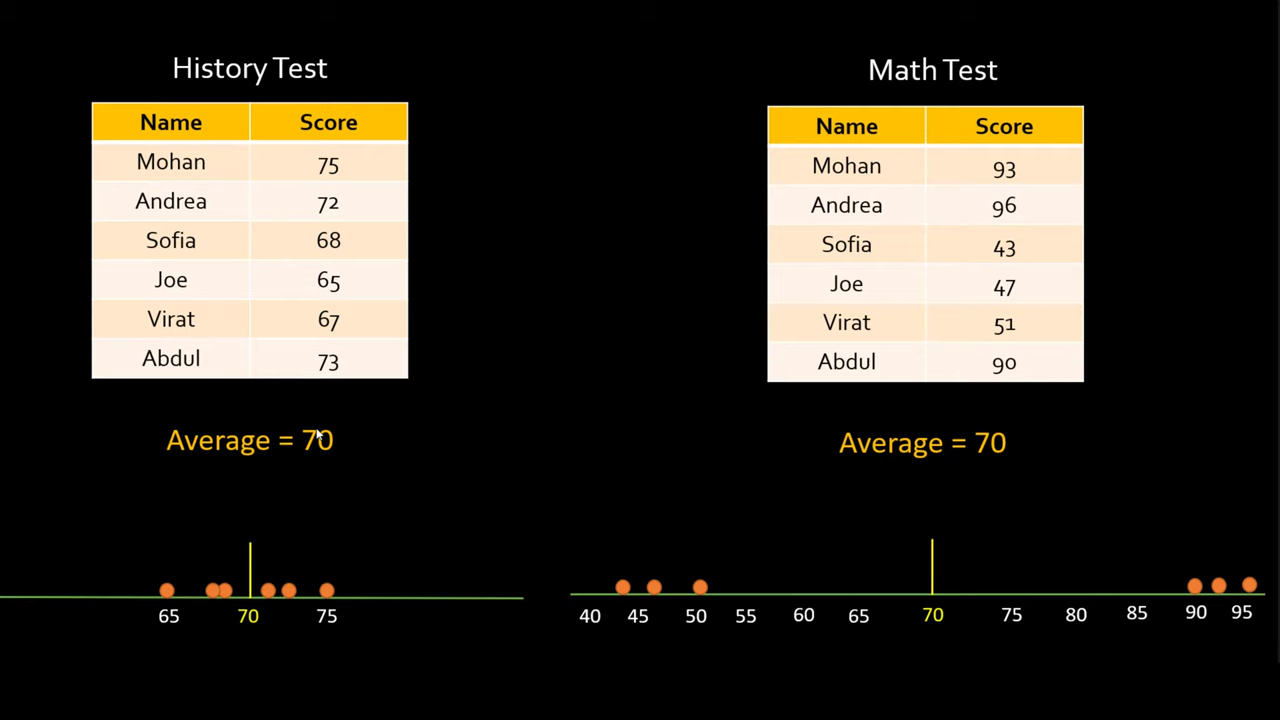 History Test
Name Score
Mohan 75
Andrea 72
Sofia 68
Joe 65
Virat 67
Abdul 73
Average = 70
65 70 75
Math Test
Name Score
Mohan 93
Andrea 96
Sofia 43
Joe 47
Virat 51
Abdul 90
Average = 70
40 45 50 55 60 65 70 75 80 85 90 95